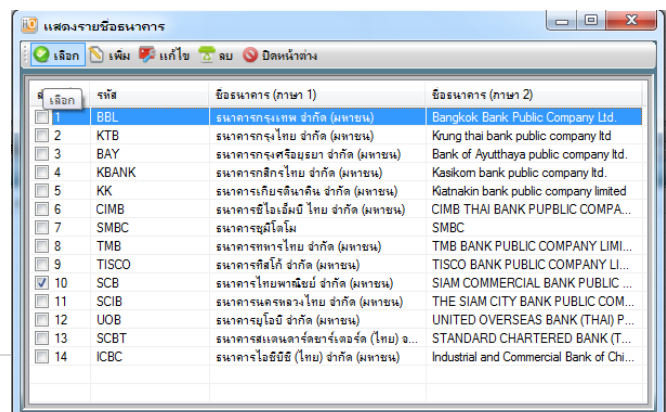 แสดงรายชื่อธนาคาร
เลือก เพิ่ม แก้ไข ลบ ปิดหน้าต่าง
รหัส ชื่อธนาคาร (ภาษา 1) ชื่อธนาคาร (ภาษา 2)
เลือก
1 BBL ธนาคารกรุงเทพ จำกัด (มหาชน) Bangkok Bank Public Company Ltd.
2 KTB ธนาคารกรุงไทย จำกัด (มหาชน) Krung thai bank public company ltd
3 BAY ธนาคารกรุงศรีอยุธยา จำกัด (มหาชน) Bank of Ayutthaya public company ltd.
4 KBANK ธนาคารกสิกรไทย จำกัด (มหาชน) Kasikorn bank public company limited
5 KK ธนาคารเกียรตินาคิน จำกัด (มหาชน) Kiatnakin bank public company limited
6 CIMB ธนาคารซีไอเอ็มบี ไทย จำกัด (มหาชน) CIMB THAI BANK PUPBLIC COMPA...
7 SMBC ธนาคารซูมิโตโม SMBC
8 TMB ธนาคารทหารไทย จำกัด (มหาชน) TMB BANK PUBLIC COMPANY LIMI...
9 TISCO ธนาคารทิสโก้ จำกัด (มหาชน) TISCO BANK PUBLIC COMPANY LI...
10 SCB ธนาคารไทยพาณิชย์ จำกัด (มหาชน) SIAM COMMERCIAL BANK PUBLIC ...
11 SCIB ธนาคารนครหลวงไทย จำกัด (มหาชน) THE SIAM CITY BANK PUBLIC COM...
12 UOB ธนาคารยูโอบี จำกัด (มหาชน) UNITED OVERSEAS BANK (THAI) P...
13 SCBT ธนาคารสแตนดาร์ดชาร์เตอร์ด (ไทย) จ... STANDARD CHARTERED BANK (T...
14 ICBC ธนาคารไอซีบีซี (ไทย) จำกัด (มหาชน) Industrial and Commercial Bank of Chi...